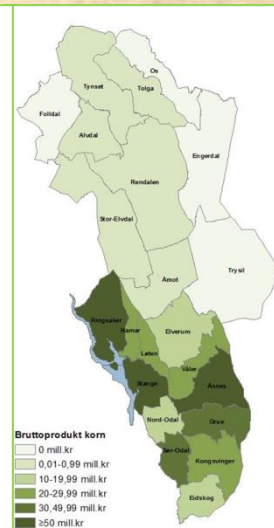 Os
Tynset
Tolga
Folldal
Alvdal
Engerdal
Rendalen
Stor-Elvdal
Trysil
Åmot
Ringsaker
Hamar
Elverum
Løten
Våler
Stange
Åsnes
Nord-Odal
Grue
Sør-Odal
Kongsvinger
Eidskog
Bruttoprodukt korn
0 mill.kr
0,01-0,99 mill.kr
10-19,99 mill.kr
20-29,99 mill.kr
30,49,99 mill.kr
≥50 mill.kr